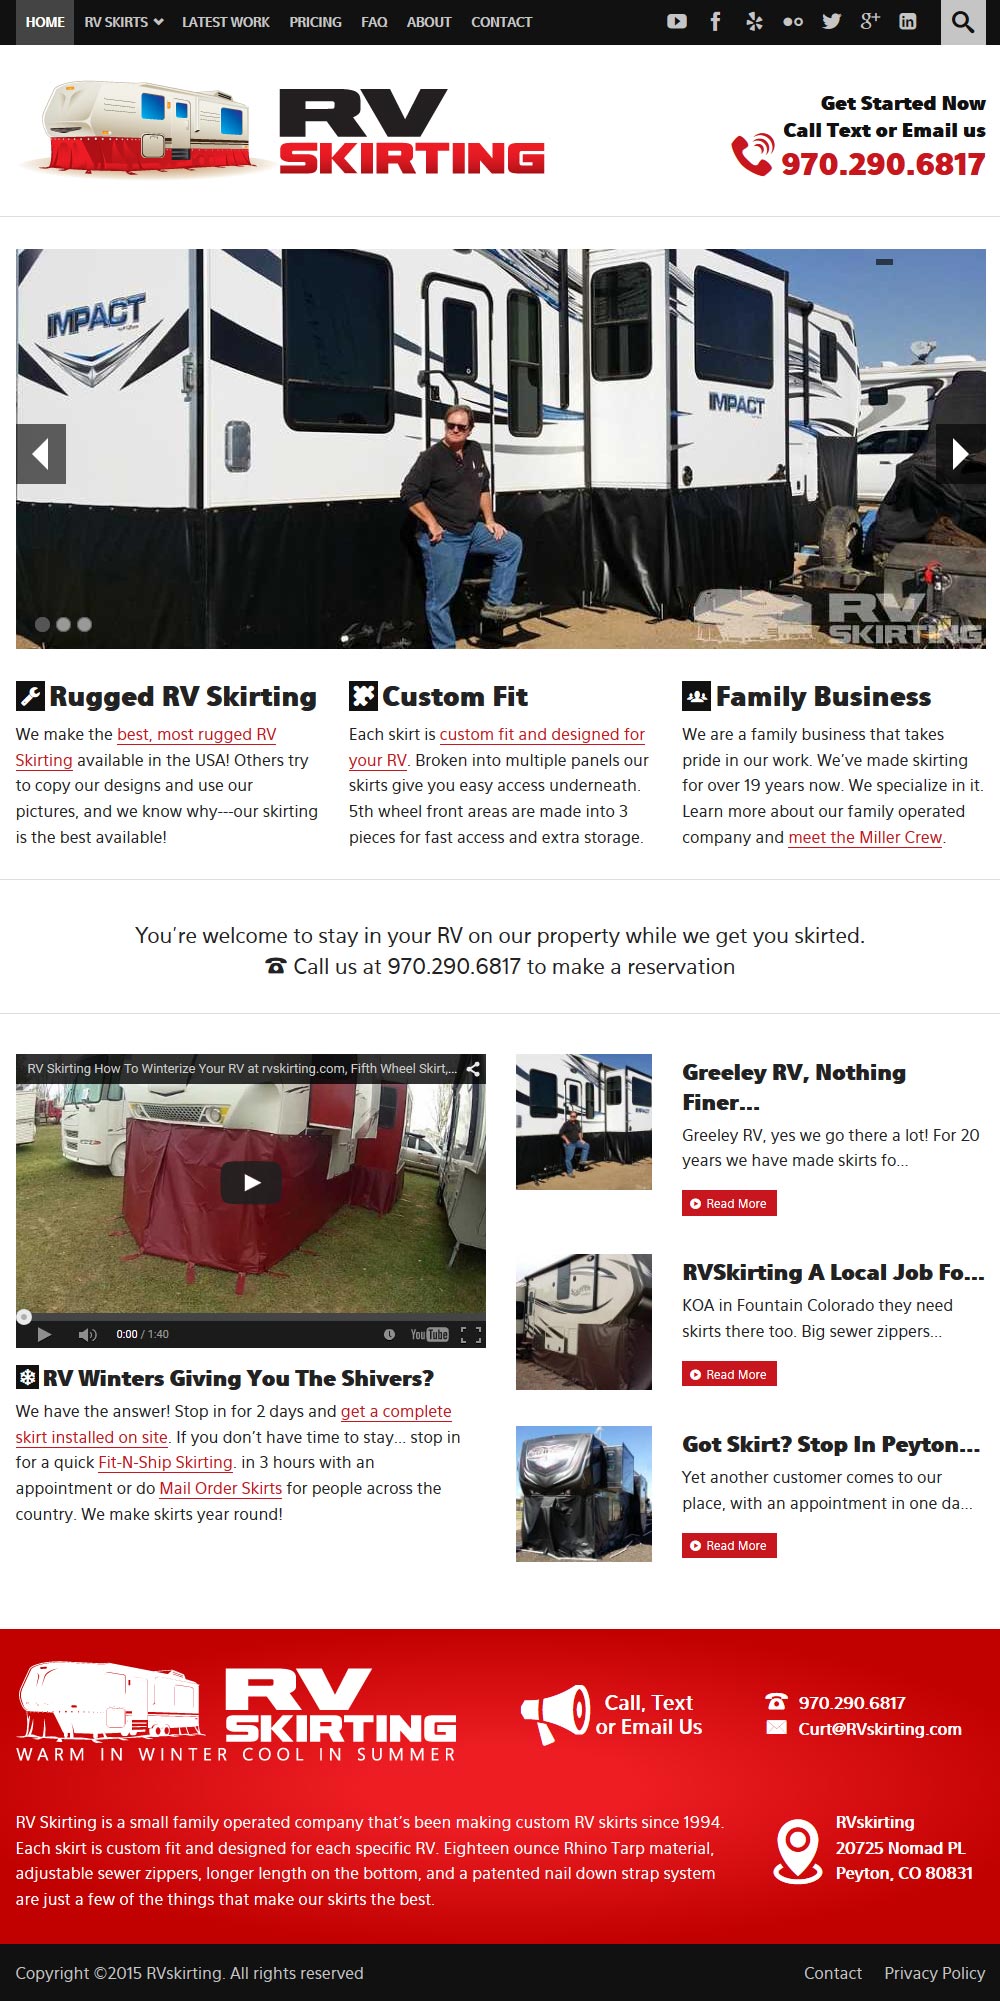 HOME RV SKIRTS LATEST WORK PRICING FAQ ABOUT CONTACT
RV
SKIRTING
Get Started Now
Call Text or Email us
970.290.6817
IMPACT
IMPACT
RV
SKIRTING
Rugged RV Skirting
We make the best, most rugged RV
Skirting available in the USA! Others try
to copy our designs and use our
pictures, and we know why---our skirting
is the best available!
Custom Fit
Each skirt is custom fit and designed for
your RV. Broken into multiple panels our
skirts give you easy access underneath.
5th wheel front areas are made into 3
pieces for fast access and extra storage.
Family Business
We are a family business that takes
pride in our work. We've made skirting
for over 19 years now. We specialize in it.
Learn more about our family operated
company and meet the Miller Crew.
You're welcome to stay in your RV on our property while we get you skirted.
Call us at 970.290.6817 to make a reservation
RV Skirting How To Winterize Your RV at rvskirting.com, Fifth Wheel Skirt,...
0:00 / 1:40
YouTube
RV Winters Giving You The Shivers?
We have the answer! Stop in for 2 days and get a complete
skirt installed on site. If you don't have time to stay... stop in
for a quick Fit-N-Ship Skirting. in 3 hours with an
appointment or do Mail Order Skirts for people across the
country. We make skirts year round!
Greeley RV, Nothing
Finer...
Greeley RV, yes we go there a lot! For 20
years we have made skirts fo...
Read More
RVSkirting A Local Job Fo...
KOA in Fountain Colorado they need
skirts there too. Big sewer zippers...
Read More
Got Skirt? Stop In Peyton...
Yet another customer comes to our
place, with an appointment in one da...
Read More
RV
SKIRTING
WARM IN WINTER COOL IN SUMMER
Call, Text
or Email Us
970.290.6817
Curt@RVskirting.com
RV Skirting is a small family operated company that's been making custom RV skirts since 1994.
Each skirt is custom fit and designed for each specific RV. Eighteen ounce Rhino Tarp material,
adjustable sewer zippers, longer length on the bottom, and a patented nail down strap system
are just a few of the things that make our skirts the best.
RVskirting
20725 Nomad PL
Peyton, CO 80831
Copyright ©2015 RVskirting. All rights reserved
Contact Privacy Policy